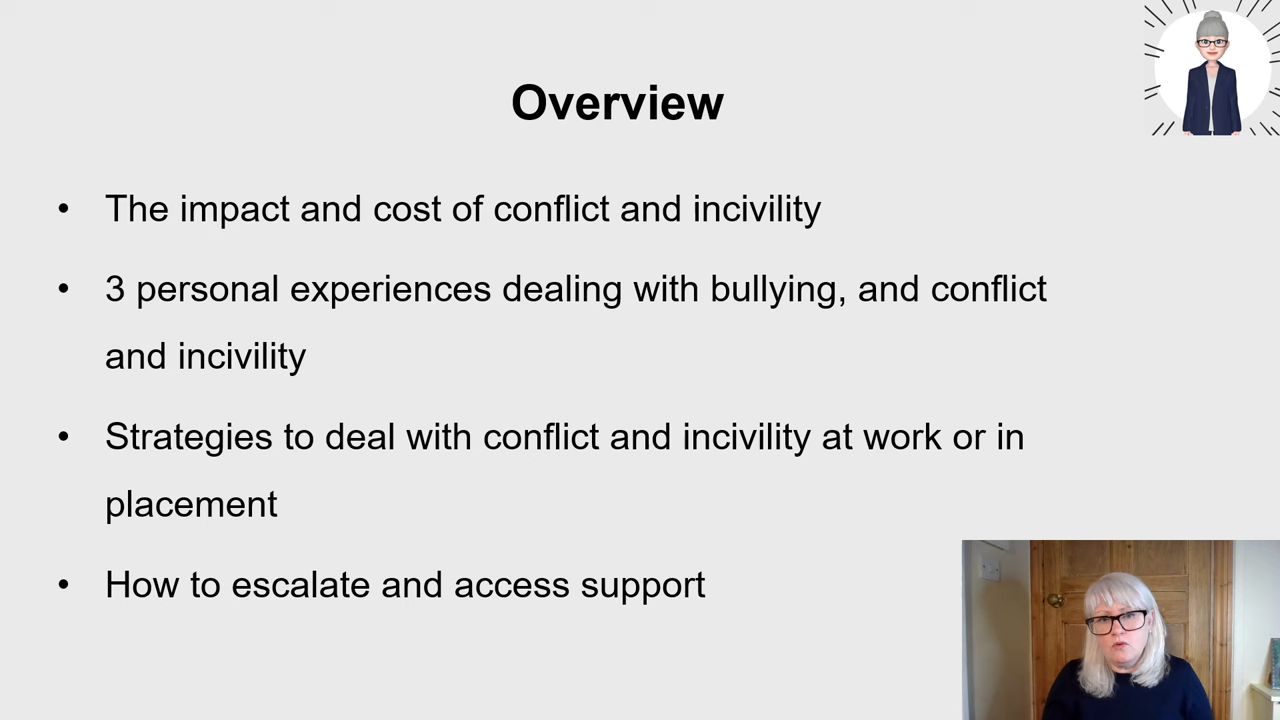 Overview
• The impact and cost of conflict and incivility
• 3 personal experiences dealing with bullying, and conflict
and incivility
• Strategies to deal with conflict and incivility at work or in
placement
• How to escalate and access support